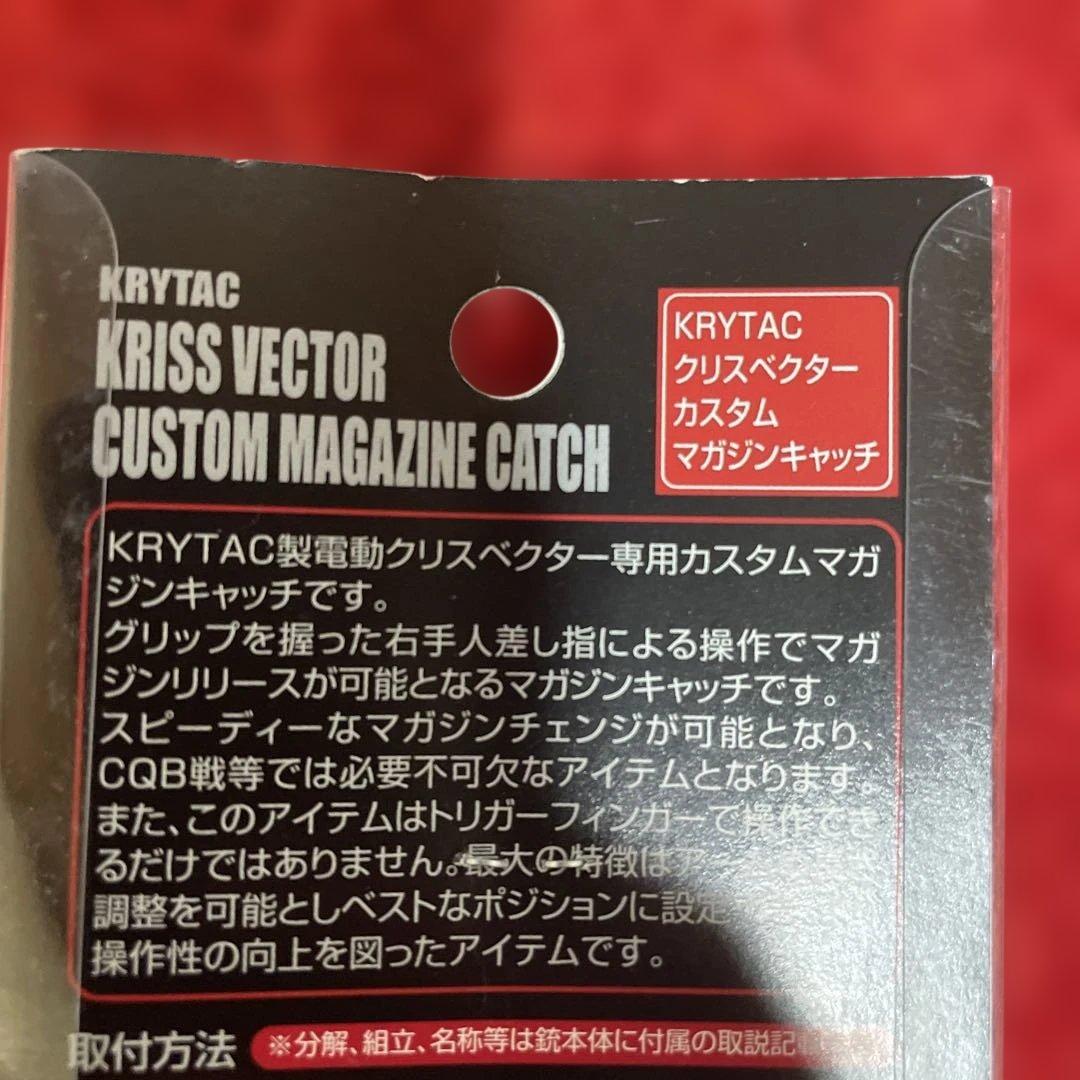 KRYTAC
KRISS VECTOR
CUSTOM MAGAZINE CATCH
KRYTAC
クリスベクター
カスタム
マガジンキャッチ
KRYTAC製電動クリスベクター専用カスタムマガ
ジンキャッチです。
グリップを握った右手人差し指による操作でマガ
ジンリリースが可能となるマガジンキャッチです。
スピーディーなマガジンチェンジが可能となり、
CQB戦等では必要不可欠なアイテムとなります。
また、このアイテムはトリガーフィンガーで操作でき
るだけではありません。最大の特徴はア
調整を可能としベストなポジションに設定
操作性の向上を図ったアイテムです。
取付方法
※分解、組立、名称等は銃本体に付属の取説記